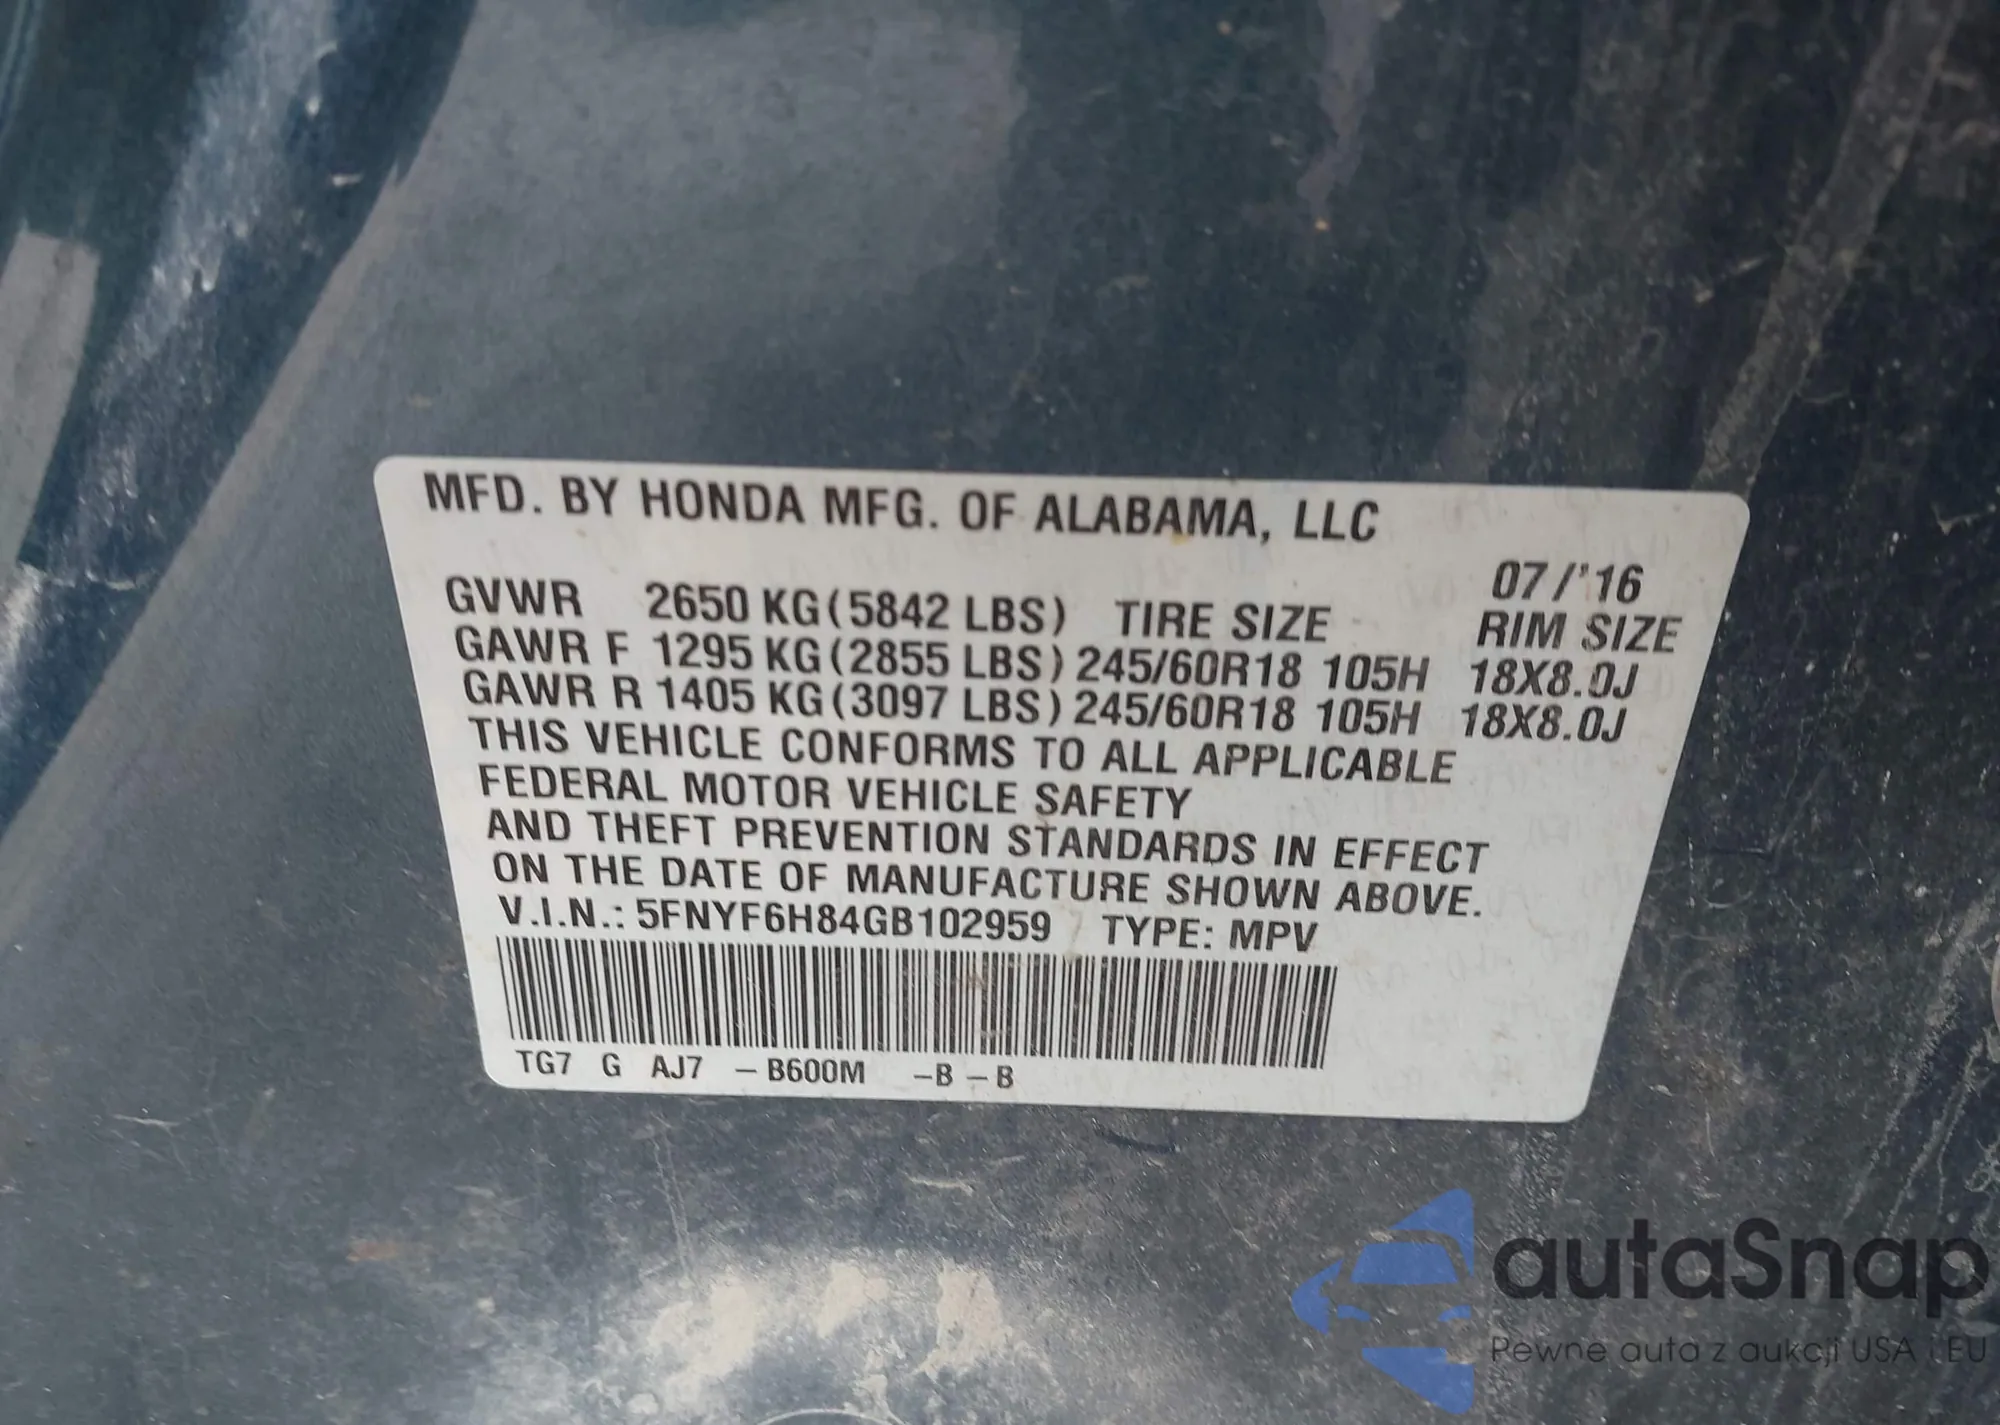 MFD. BY HONDA MFG. OF ALABAMA, LLC
07/'16
GVWR 2650 KG (5842 LBS) TIRE SIZE RIM SIZE
GAWR F 1295 KG (2855 LBS) 245/60R18 105H 18X8.0J
GAWR R 1405 KG (3097 LBS) 245/60R18 105H 18X8.0J
THIS VEHICLE CONFORMS TO ALL APPLICABLE
FEDERAL MOTOR VEHICLE SAFETY
AND THEFT PREVENTION STANDARDS IN EFFECT
ON THE DATE OF MANUFACTURE SHOWN ABOVE.
V.I.N.: 5FNYF6H84GB102959 TYPE: MPV
TG7 G AJ7 – B600M –B – B
autaSnap
Pewne auta z aukcji USA i EU